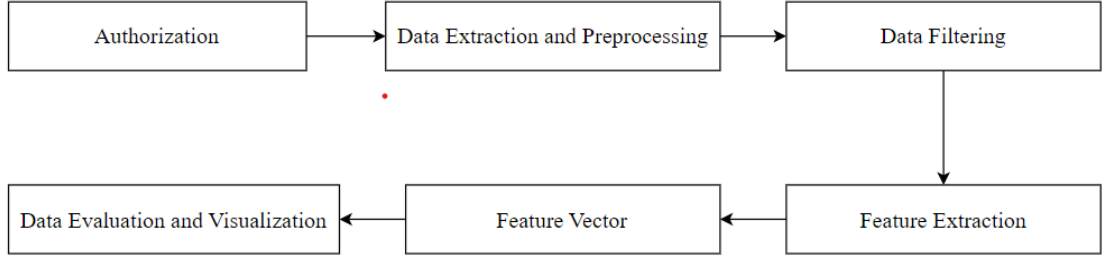 Authorization
Data Extraction and Preprocessing
Data Filtering
Feature Extraction
Feature Vector
Data Evaluation and Visualization